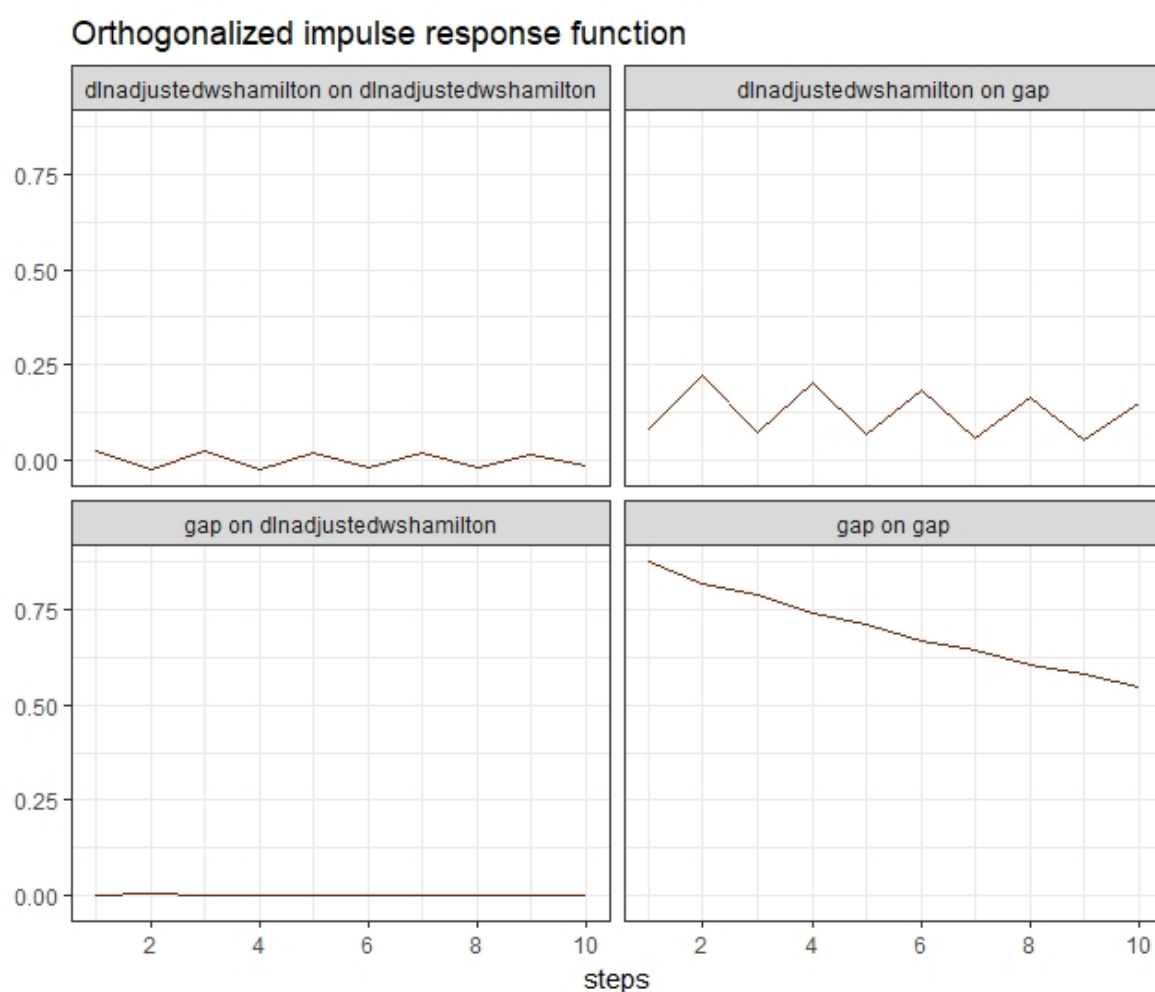 Orthogonalized impulse response function
dlnadjustedwshamilton on dlnadjustedwshamilton
dlnadjustedwshamilton on gap
0.75
0.50
0.25
0.00
gap on dlnadjustedwshamilton
gap on gap
0.75
0.50
0.25
0.00
2 4 6 8 10
2 4 6 8 10
steps